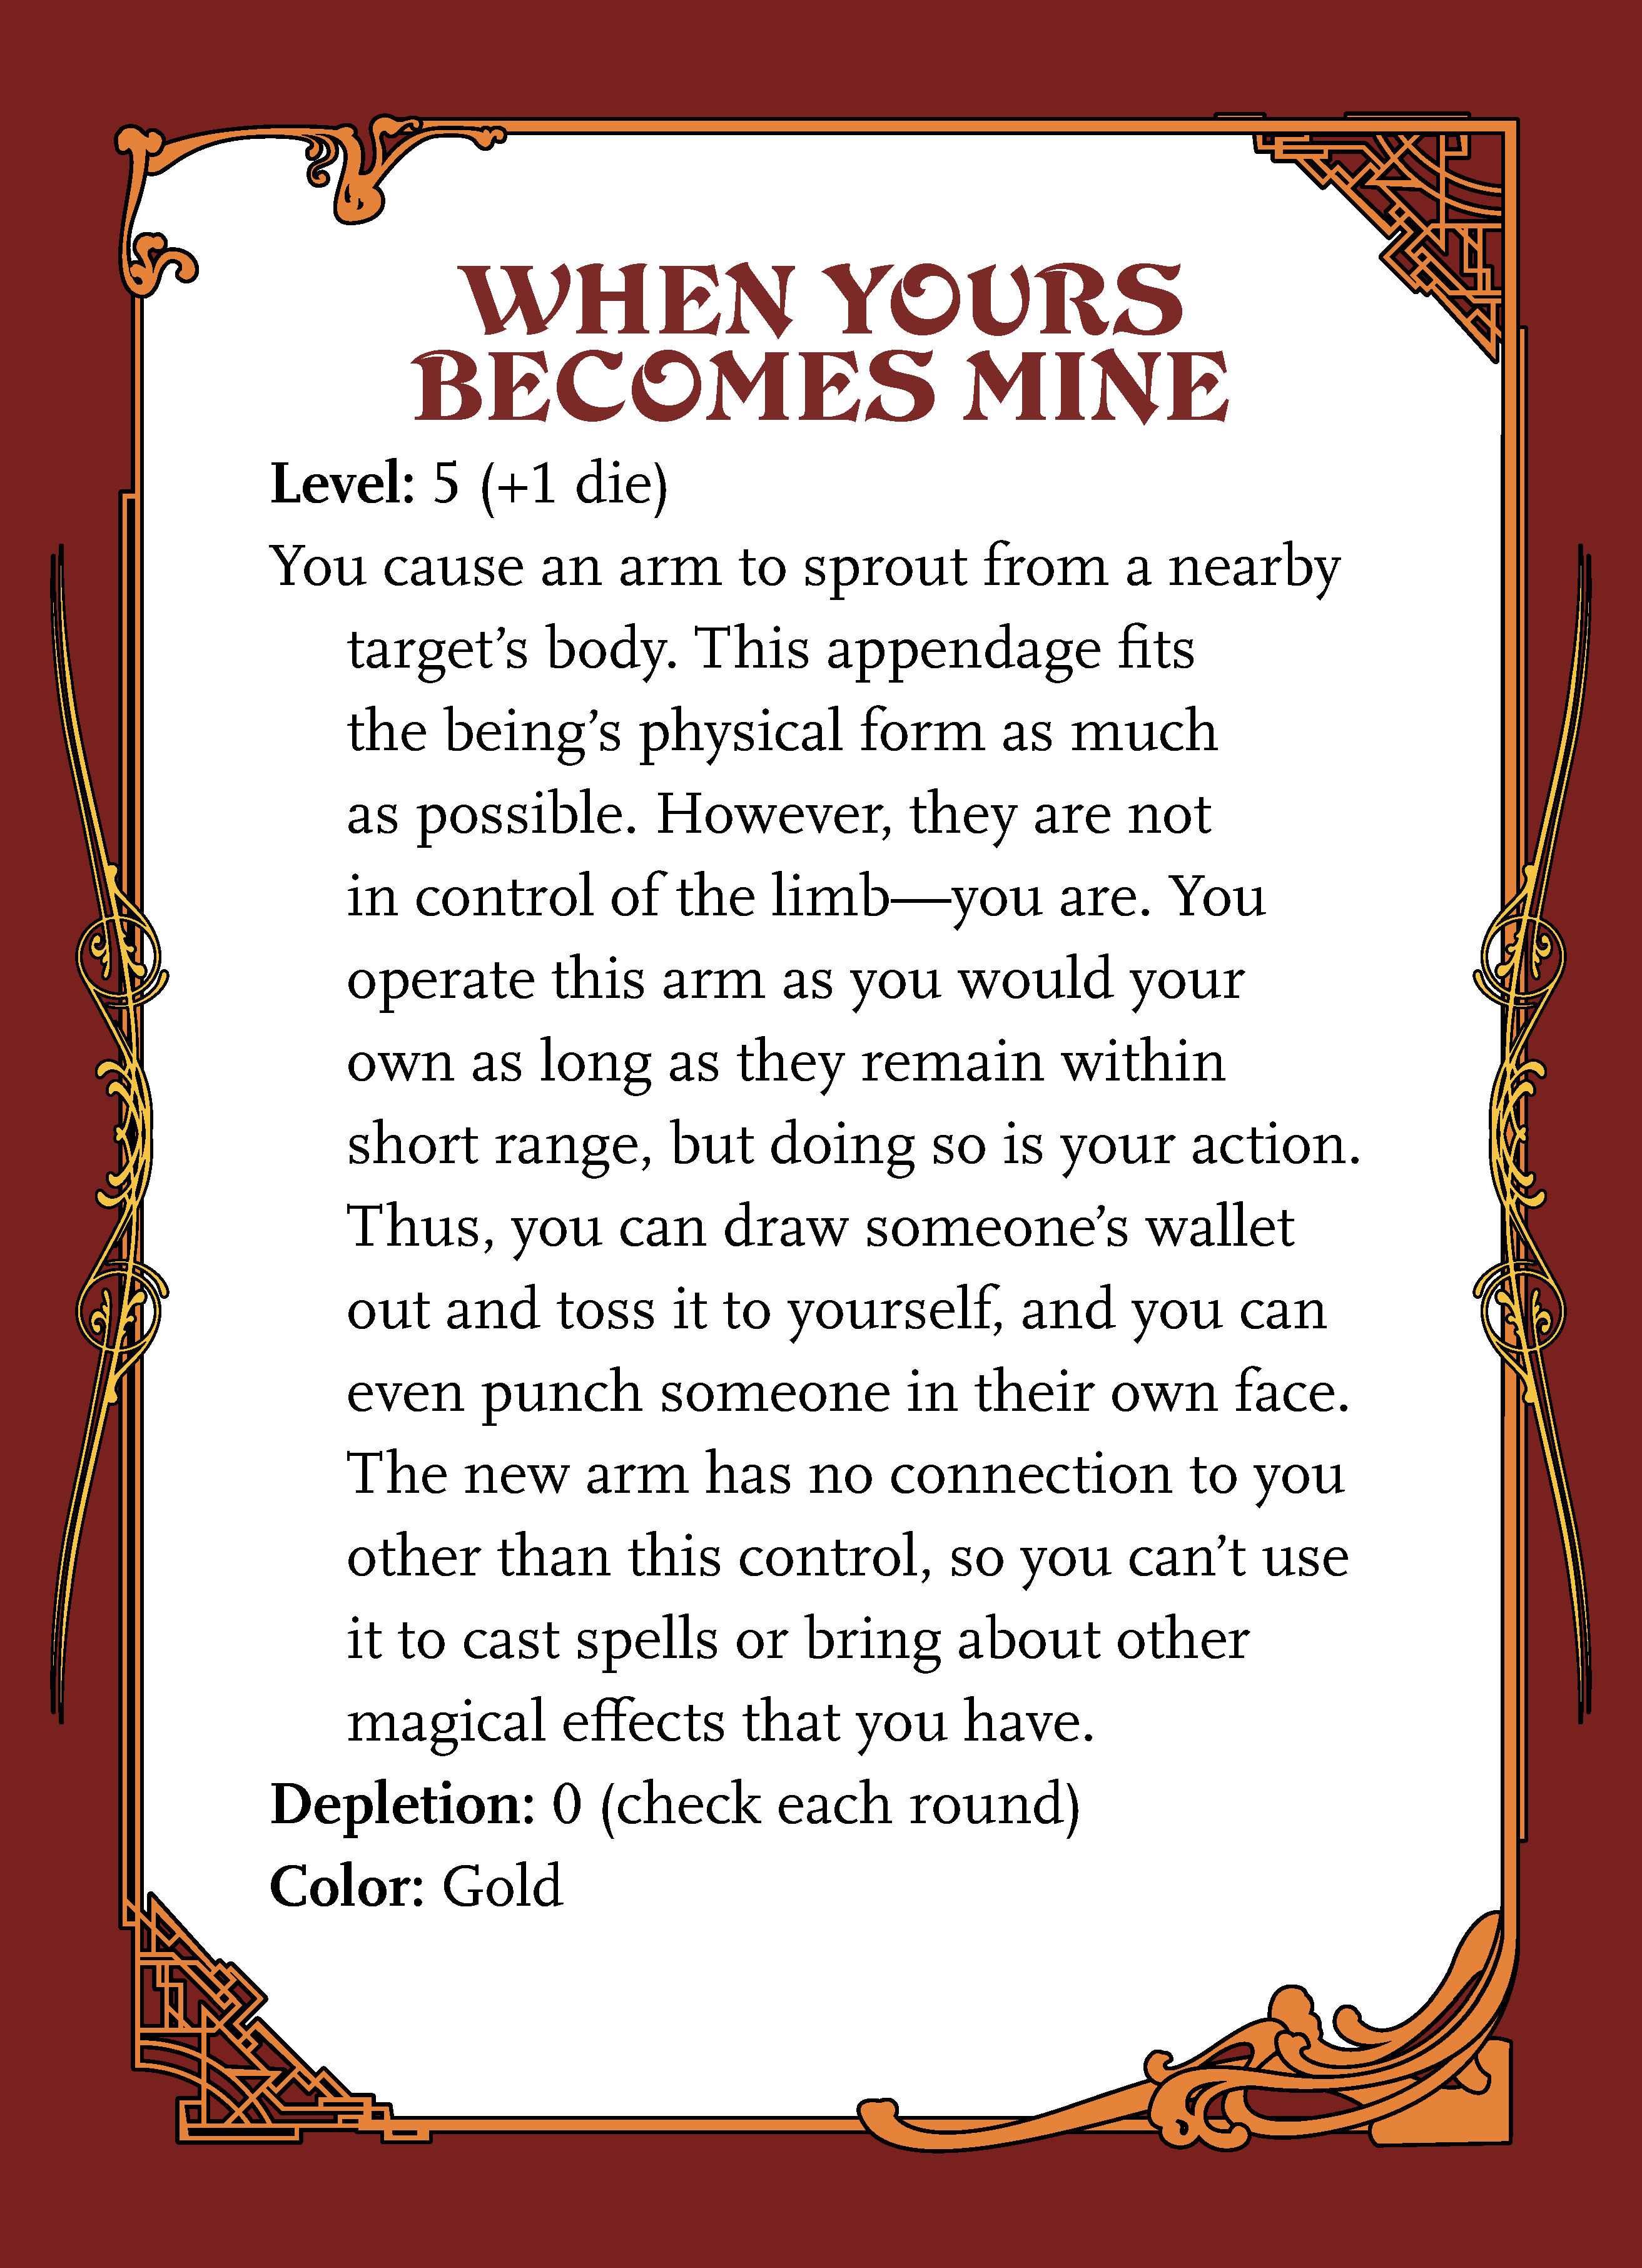 WHEN YOURS
BECOMES MINE
Level: 5 (+1 die)
You cause an arm to sprout from a nearby
target’s body. This appendage fits
the being’s physical form as much
as possible. However, they are not
in control of the limb—you are. You
operate this arm as you would your
own as long as they remain within
short range, but doing so is your action.
Thus, you can draw someone’s wallet
out and toss it to yourself, and you can
even punch someone in their own face.
The new arm has no connection to you
other than this control, so you can’t use
it to cast spells or bring about other
magical effects that you have.
Depletion: 0 (check each round)
Color: Gold